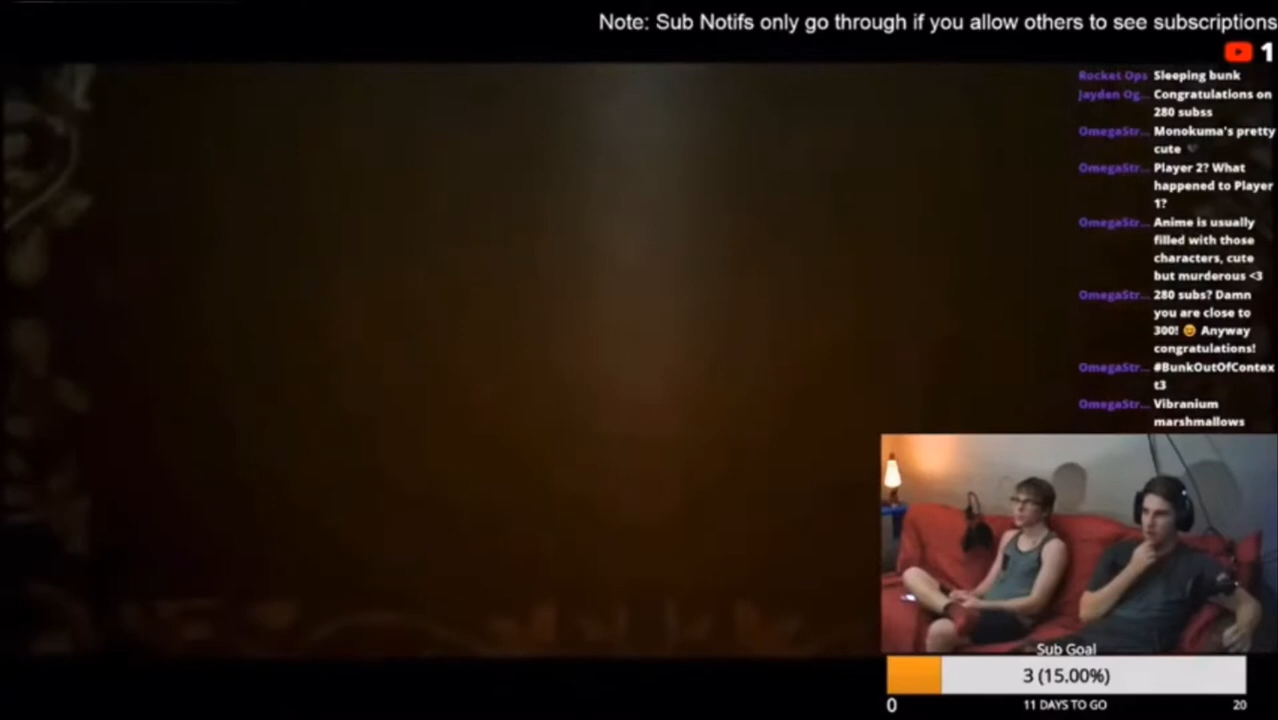 Note: Sub Notifs only go through if you allow others to see subscriptions
1
Rocket Ops Sleeping bunk
Jayden Og... Congratulations on
280 subss
OmegaStr... Monokuma's pretty
cute
OmegaStr... Player 2? What
happened to Player
1?
OmegaStr... Anime is usually
filled with those
characters, cute
but murderous <3
OmegaStr... 280 subs? Damn
you are close to
300! Anyway
congratulations!
OmegaStr... #BunkOutOfContex
t3
OmegaStr... Vibranium
marshmallows
Sub Goal
3 (15.00%)
0 11 DAYS TO GO 20